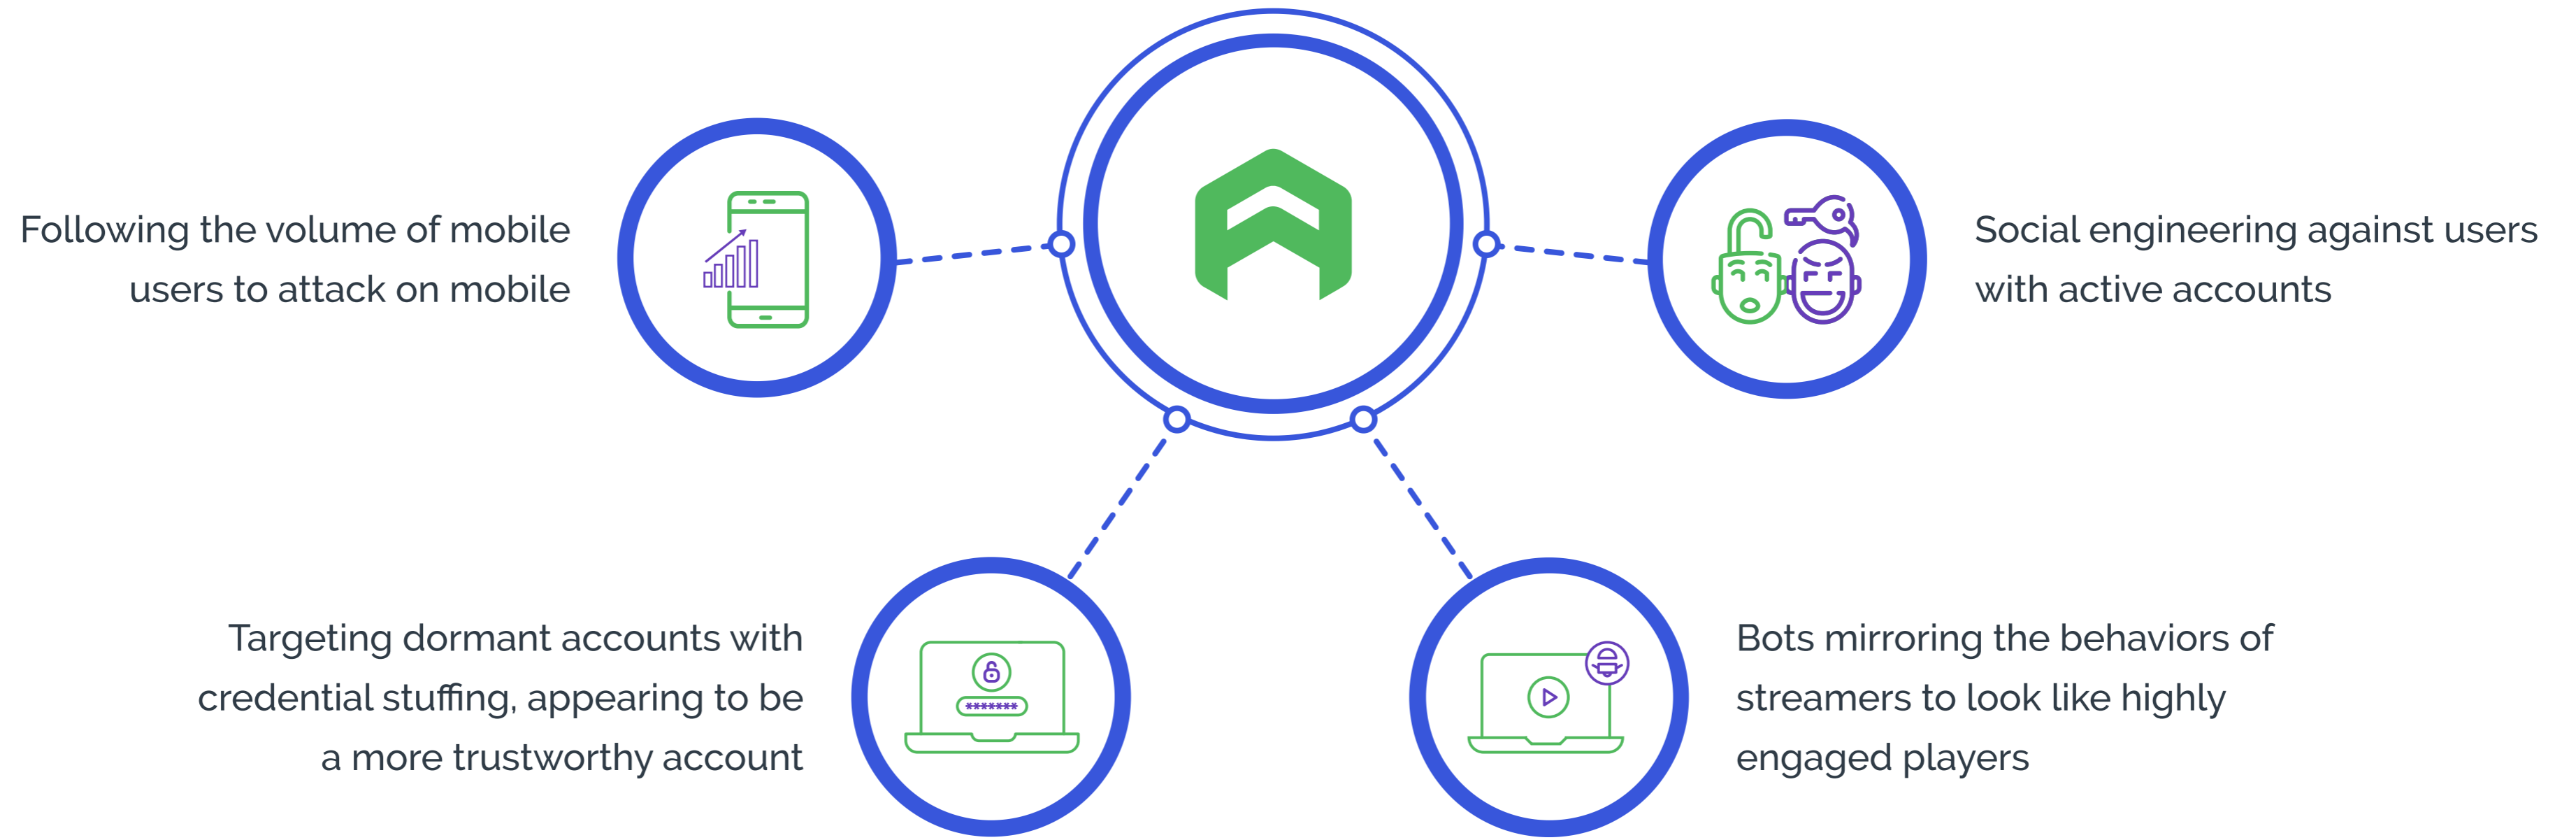 Following the volume of mobile
users to attack on mobile
Social engineering against users
with active accounts
Targeting dormant accounts with
credential stuffing, appearing to be
a more trustworthy account
*******
Bots mirroring the behaviors of
streamers to look like highly
engaged players